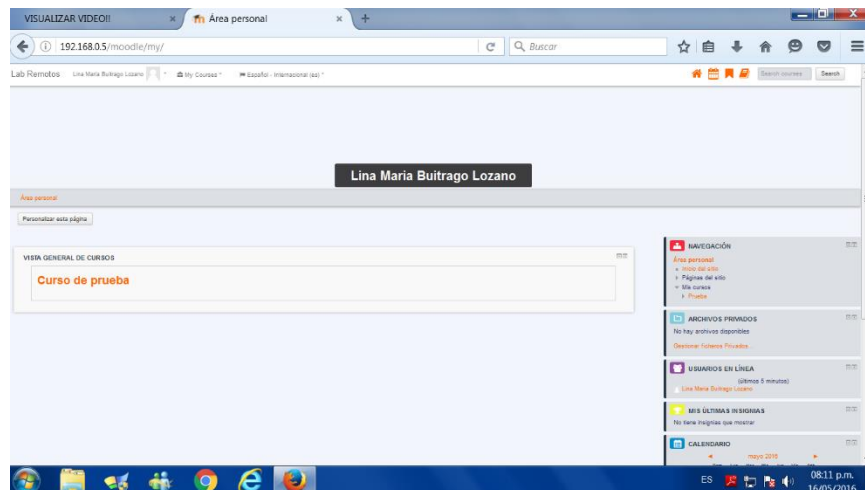 VISUALIZAR VIDEO!!
Área personal
192.168.0.5/moodle/my/
Buscar
Lab Remotos Lina Maria Buitrago Lozano My Courses Español - Internacional (es)
Search courses Search
Lina Maria Buitrago Lozano
Área personal
Personalizar esta página
VISTA GENERAL DE CURSOS
Curso de prueba
NAVEGACIÓN
Área personal
Inicio del sitio
Páginas del sitio
Mis cursos
Prueba
ARCHIVOS PRIVADOS
No hay archivos disponibles
Gestionar ficheros Privados...
USUARIOS EN LÍNEA
(últimos 5 minutos)
Lina Maria Buitrago Lozano
MIS ÚLTIMAS INSIGNIAS
No tiene insignias que mostrar
CALENDARIO
mayo 2016
ES 08:11 p.m.
16/05/2016